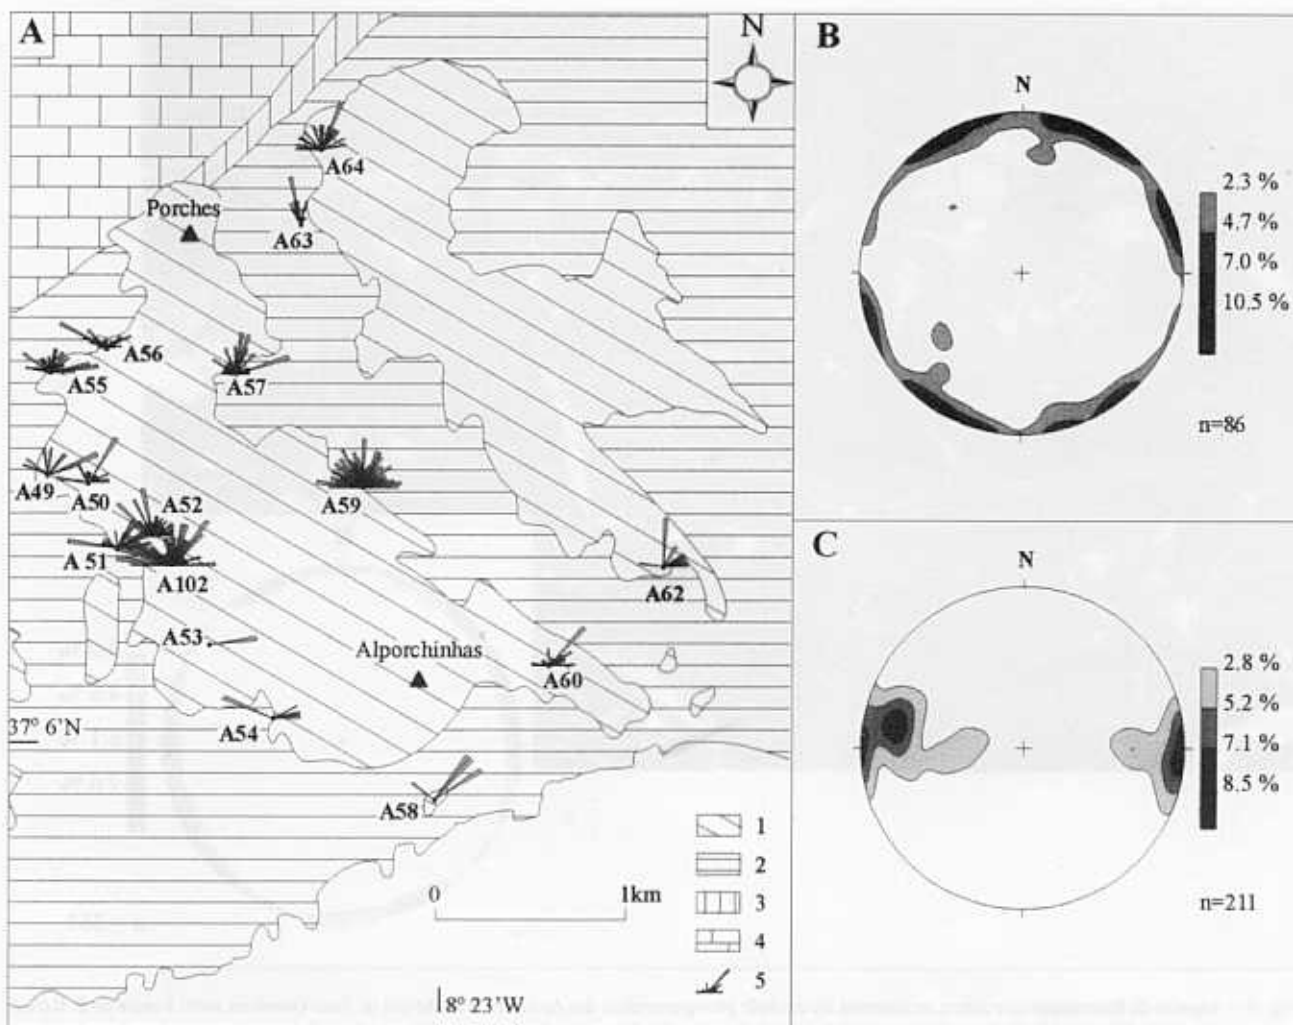 A
N
A64
Porches
A63
A56
A55
A57
A49
A50
A52
A59
A 51
A102
A62
A53
Alporchinhas
A60
A54
37° 6'N
A58
1
2
3
4
5
0 1km
8° 23'W
B
N
2.3 %
4.7 %
7.0 %
10.5 %
n=86
C
N
2.8 %
5.2 %
7.1 %
8.5 %
n=211